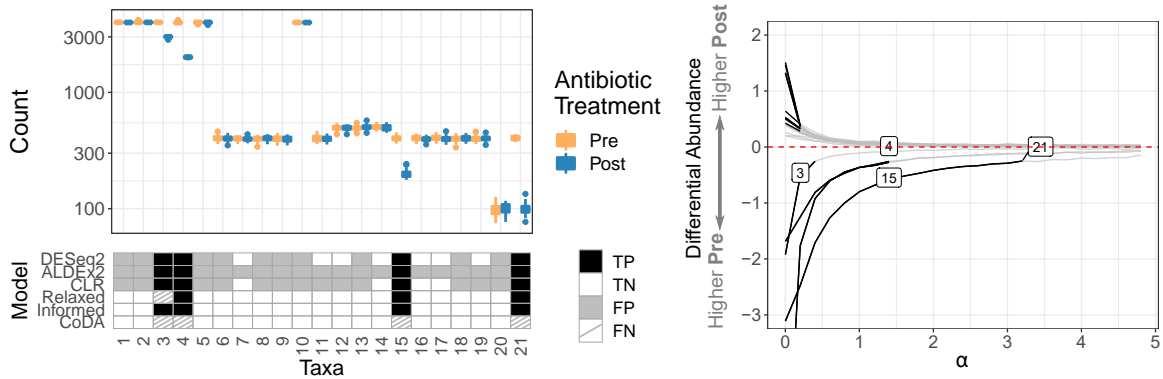 Count
3000
1000
300
100
Antibiotic
Treatment
Pre
Post
Model
DESeq2
ALDEx2
CLR
Relaxed
Informed
CoDA
1 2 3 4 5 6 7 8 9 10 11 12 13 14 15 16 17 18 19 20 21
Taxa
TP
TN
FP
FN
Differential Abundance
Higher Pre
Higher Post
2
1
0
−1
−2
−3
3
4
15
21
0 1 2 3 4 5
α